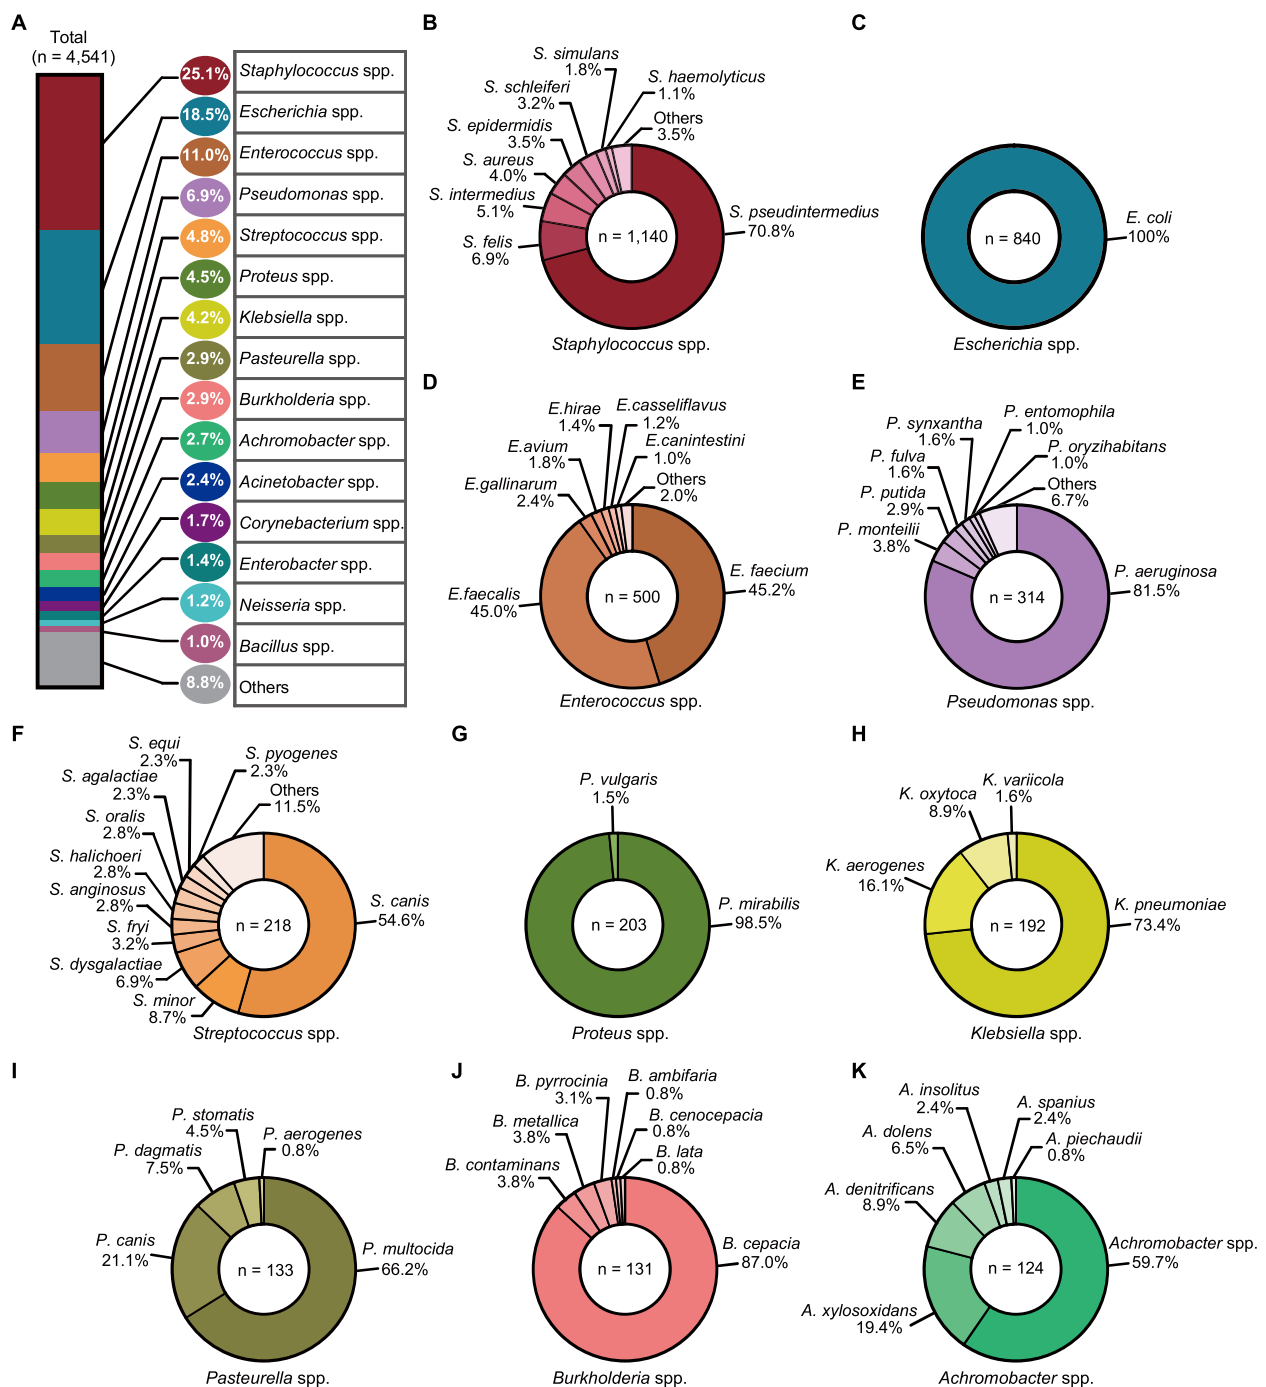 A
Total
(n = 4,541)
25.1% Staphylococcus spp.
18.5% Escherichia spp.
11.0% Enterococcus spp.
6.9% Pseudomonas spp.
4.8% Streptococcus spp.
4.5% Proteus spp.
4.2% Klebsiella spp.
2.9% Pasteurella spp.
2.9% Burkholderia spp.
2.7% Achromobacter spp.
2.4% Acinetobacter spp.
1.7% Corynebacterium spp.
1.4% Enterobacter spp.
1.2% Neisseria spp.
1.0% Bacillus spp.
8.8% Others
B
S. simulans
1.8%
S. haemolyticus
1.1%
S. schleiferi
3.2%
Others
3.5%
S. epidermidis
3.5%
S. aureus
4.0%
S. intermedius
5.1%
S. felis
6.9%
S. pseudintermedius
70.8%
n = 1,140
Staphylococcus spp.
C
E. coli
100%
n = 840
Escherichia spp.
D
E.hirae
1.4%
E.casseliflavus
1.2%
E.avium
1.8%
E.canintestini
1.0%
E.gallinarum
2.4%
Others
2.0%
E.faecalis
45.0%
E. faecium
45.2%
n = 500
Enterococcus spp.
E
P. synxantha
1.6%
P. entomophila
1.0%
P. fulva
1.6%
P. oryzihabitans
1.0%
P. putida
2.9%
Others
6.7%
P. monteilii
3.8%
P. aeruginosa
81.5%
n = 314
Pseudomonas spp.
F
S. equi
2.3%
S. pyogenes
2.3%
S. agalactiae
2.3%
Others
11.5%
S. oralis
2.8%
S. halichoeri
2.8%
S. anginosus
2.8%
S. fryi
3.2%
S. dysgalactiae
6.9%
S. minor
8.7%
S. canis
54.6%
n = 218
Streptococcus spp.
G
P. vulgaris
1.5%
P. mirabilis
98.5%
n = 203
Proteus spp.
H
K. variicola
1.6%
K. oxytoca
8.9%
K. aerogenes
16.1%
K. pneumoniae
73.4%
n = 192
Klebsiella spp.
I
P. stomatis
4.5%
P. aerogenes
0.8%
P. dagmatis
7.5%
P. canis
21.1%
P. multocida
66.2%
n = 133
Pasteurella spp.
J
B. pyrrocinia
3.1%
B. ambifaria
0.8%
B. metallica
3.8%
B. cenocepacia
0.8%
B. contaminans
3.8%
B. lata
0.8%
B. cepacia
87.0%
n = 131
Burkholderia spp.
K
A. insolitus
2.4%
A. spanius
2.4%
A. dolens
6.5%
A. piechaudii
0.8%
A. denitrificans
8.9%
A. xylosoxidans
19.4%
Achromobacter spp.
59.7%
n = 124
Achromobacter spp.